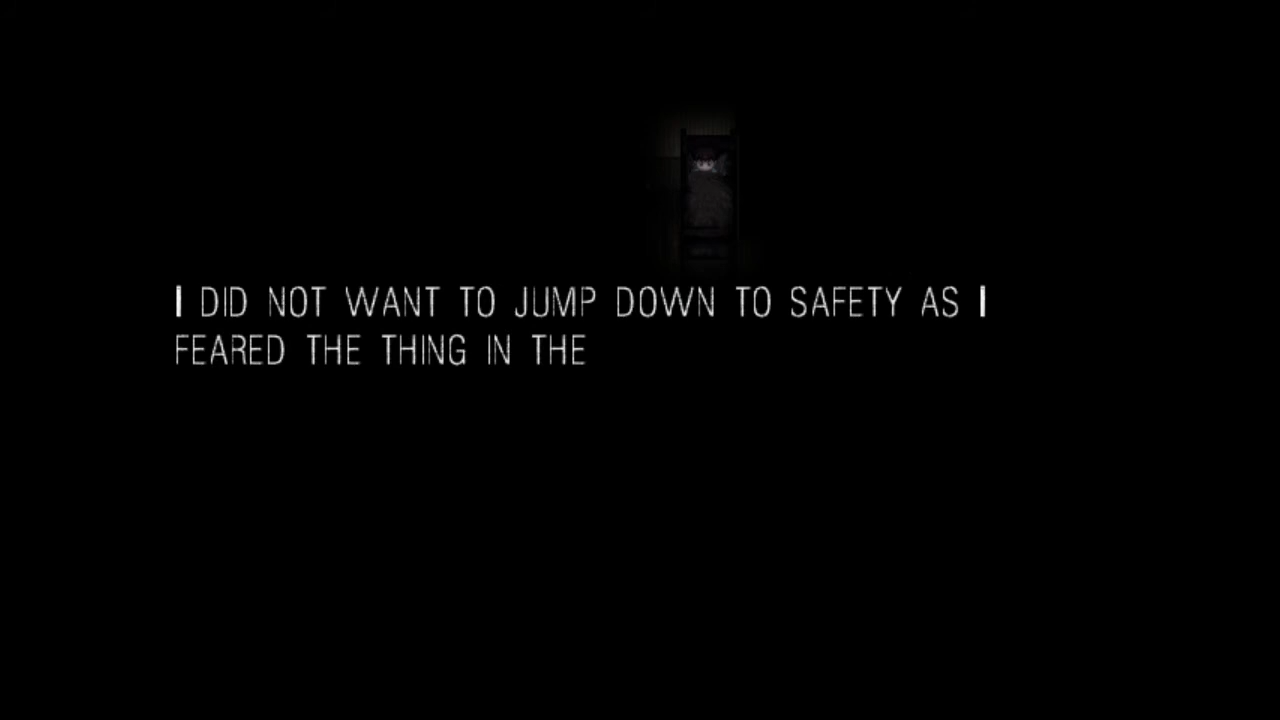 I DID NOT WANT TO JUMP DOWN TO SAFETY AS I
FEARED THE THING IN THE